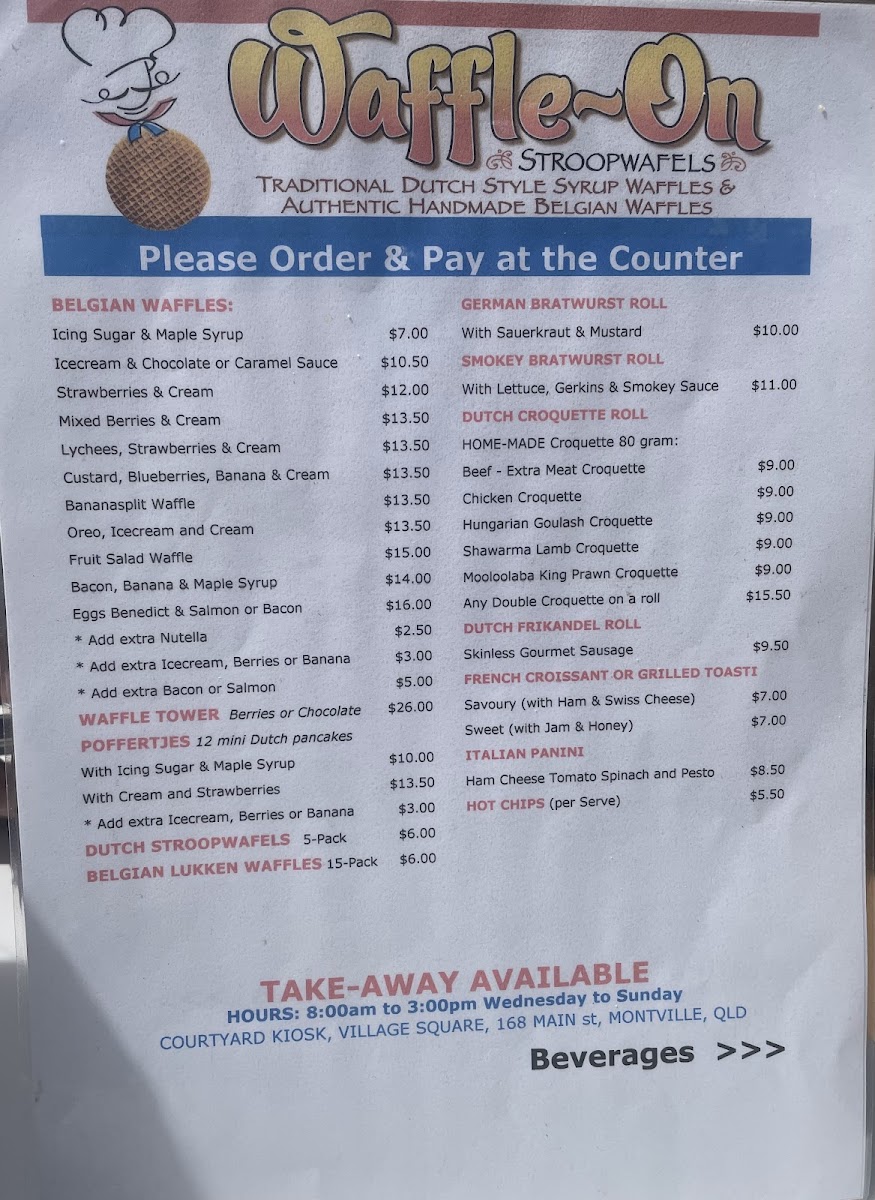 Waffle~On
STROOPWAFELS
TRADITIONAL DUTCH STYLE SYRUP WAFFLES &
AUTHENTIC HANDMADE BELGIAN WAFFLES
Please Order & Pay at the Counter
BELGIAN WAFFLES:
Icing Sugar & Maple Syrup $7.00
Icecream & Chocolate or Caramel Sauce $10.50
Strawberries & Cream $12.00
Mixed Berries & Cream $13.50
Lychees, Strawberries & Cream $13.50
Custard, Blueberries, Banana & Cream $13.50
Bananasplit Waffle $13.50
Oreo, Icecream and Cream $13.50
Fruit Salad Waffle $15.00
Bacon, Banana & Maple Syrup $14.00
Eggs Benedict & Salmon or Bacon $16.00
* Add extra Nutella $2.50
* Add extra Icecream, Berries or Banana $3.00
* Add extra Bacon or Salmon $5.00
WAFFLE TOWER Berries or Chocolate $26.00
POFFERTJES 12 mini Dutch pancakes
With Icing Sugar & Maple Syrup $10.00
With Cream and Strawberries $13.50
* Add extra Icecream, Berries or Banana $3.00
DUTCH STROOPWAFELS 5-Pack $6.00
BELGIAN LUKKEN WAFFLES 15-Pack $6.00
GERMAN BRATWURST ROLL
With Sauerkraut & Mustard $10.00
SMOKEY BRATWURST ROLL
With Lettuce, Gerkins & Smokey Sauce $11.00
DUTCH CROQUETTE ROLL
HOME-MADE Croquette 80 gram:
Beef - Extra Meat Croquette $9.00
Chicken Croquette $9.00
Hungarian Goulash Croquette $9.00
Shawarma Lamb Croquette $9.00
Mooloolaba King Prawn Croquette $9.00
Any Double Croquette on a roll $15.50
DUTCH FRIKANDEL ROLL
Skinless Gourmet Sausage $9.50
FRENCH CROISSANT OR GRILLED TOASTI
Savoury (with Ham & Swiss Cheese) $7.00
Sweet (with Jam & Honey) $7.00
ITALIAN PANINI
Ham Cheese Tomato Spinach and Pesto $8.50
HOT CHIPS (per Serve) $5.50
TAKE-AWAY AVAILABLE
HOURS: 8:00am to 3:00pm Wednesday to Sunday
COURTYARD KIOSK, VILLAGE SQUARE, 168 MAIN st, MONTVILLE, QLD
Beverages >>>